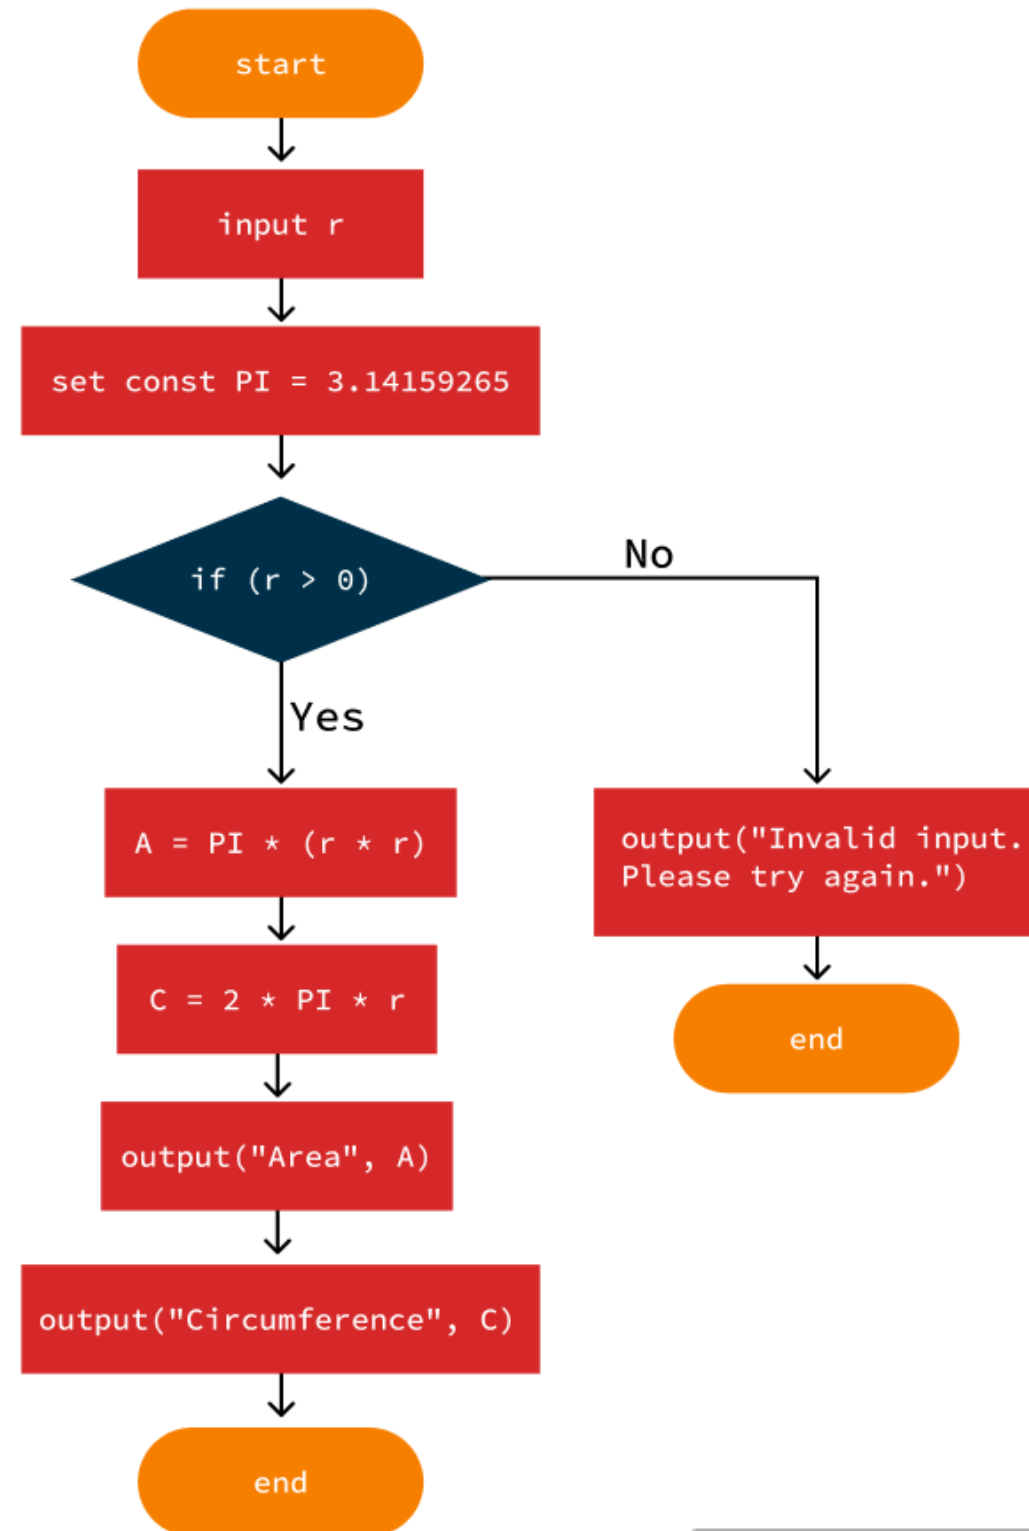 start
input r
set const PI = 3.14159265
if (r > 0)
No
Yes
A = PI * (r * r)
output("Invalid input.
Please try again.")
C = 2 * PI * r
end
output("Area", A)
output("Circumference", C)
end